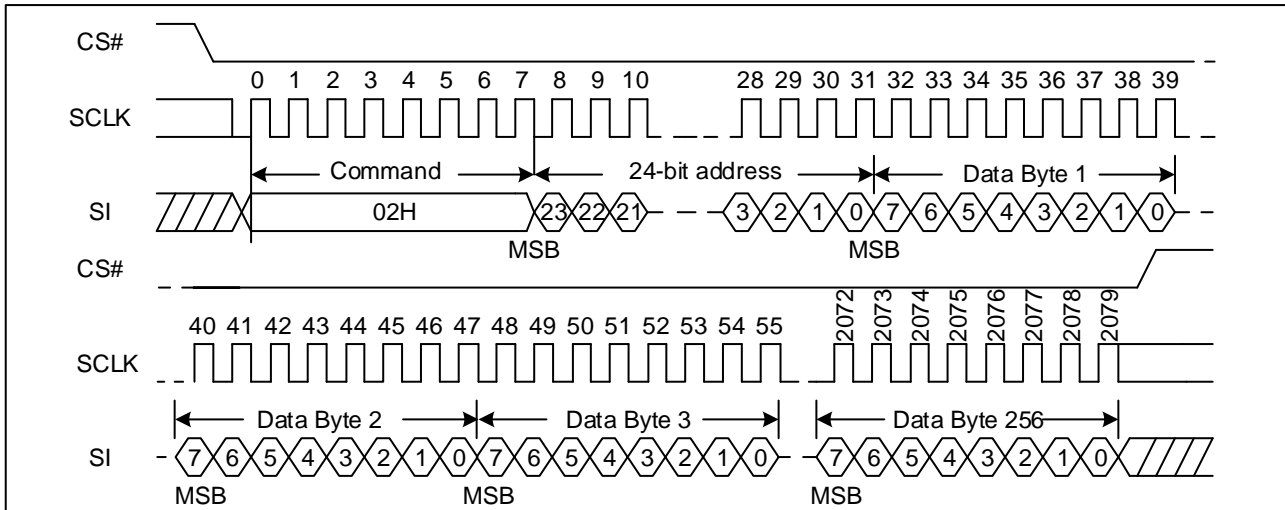 CS#
0 1 2 3 4 5 6 7 8 9 10 28 29 30 31 32 33 34 35 36 37 38 39
SCLK
Command 24-bit address Data Byte 1
SI 02H 23 22 21 3 2 1 0 7 6 5 4 3 2 1 0
MSB MSB
CS#
40 41 42 43 44 45 46 47 48 49 50 51 52 53 54 55 2072 2073 2074 2075 2076 2077 2078 2079
SCLK
Data Byte 2 Data Byte 3 Data Byte 256
SI 7 6 5 4 3 2 1 0 7 6 5 4 3 2 1 0 7 6 5 4 3 2 1 0
MSB MSB MSB